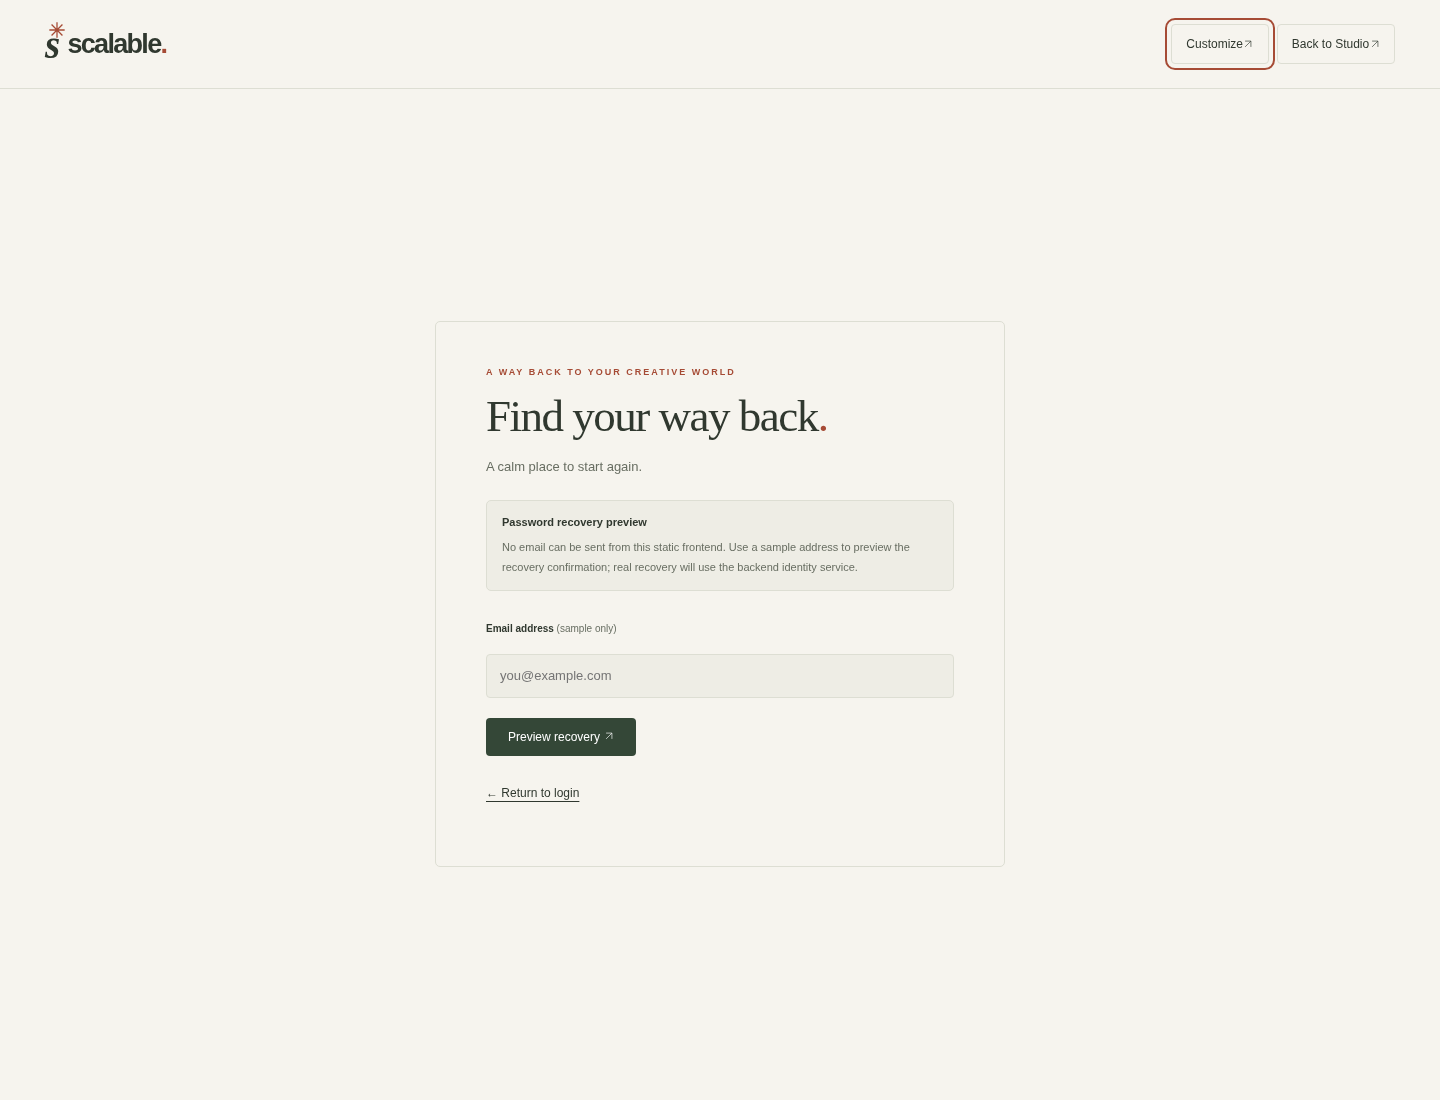 s scalable.
Customize
Back to Studio
A WAY BACK TO YOUR CREATIVE WORLD
Find your way back.
A calm place to start again.
Password recovery preview
No email can be sent from this static frontend. Use a sample address to preview the
recovery confirmation; real recovery will use the backend identity service.
Email address (sample only)
you@example.com
Preview recovery
← Return to login